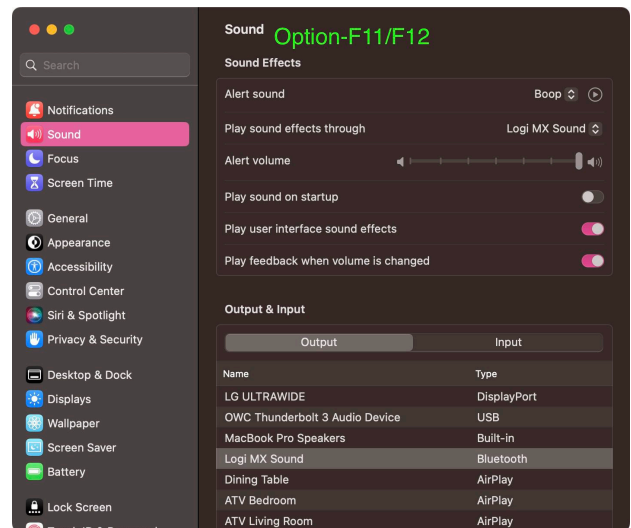 Sound
Option-F11/F12
Search
Notifications
Sound
Focus
Screen Time
General
Appearance
Accessibility
Control Center
Siri & Spotlight
Privacy & Security
Desktop & Dock
Displays
Wallpaper
Screen Saver
Battery
Lock Screen
Sound Effects
Alert sound Boop
Play sound effects through Logi MX Sound
Alert volume
Play sound on startup
Play user interface sound effects
Play feedback when volume is changed
Output & Input
Output Input
Name Type
LG ULTRAWIDE DisplayPort
OWC Thunderbolt 3 Audio Device USB
MacBook Pro Speakers Built-in
Logi MX Sound Bluetooth
Dining Table AirPlay
ATV Bedroom AirPlay
ATV Living Room AirPlay